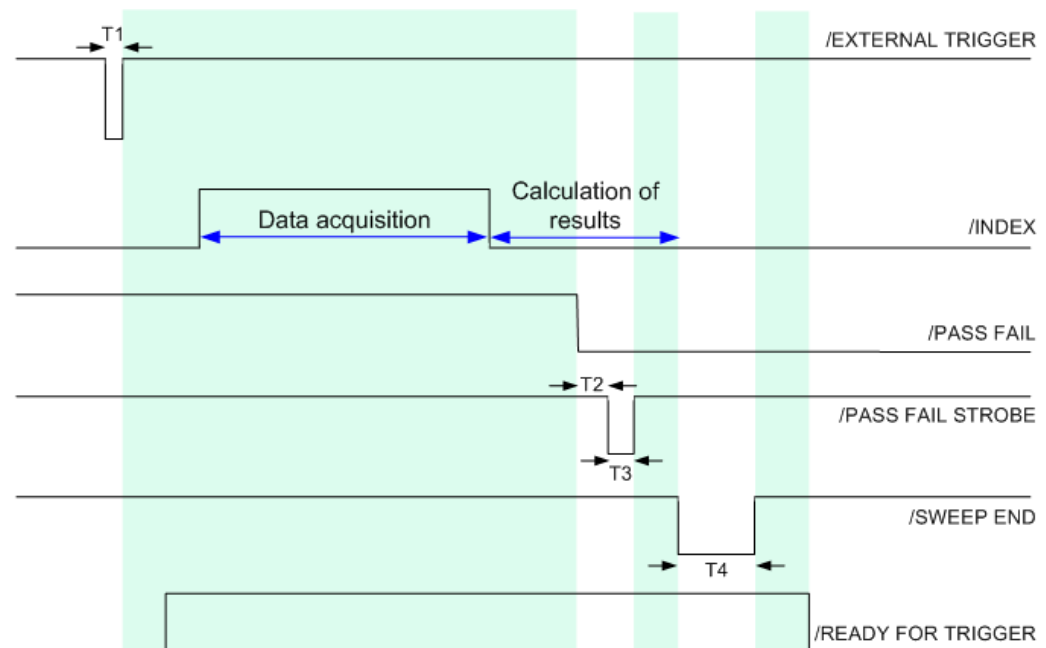 T1
/EXTERNAL TRIGGER
Calculation of
results
Data acquisition
/INDEX
/PASS FAIL
T2
/PASS FAIL STROBE
T3
/SWEEP END
T4
/READY FOR TRIGGER